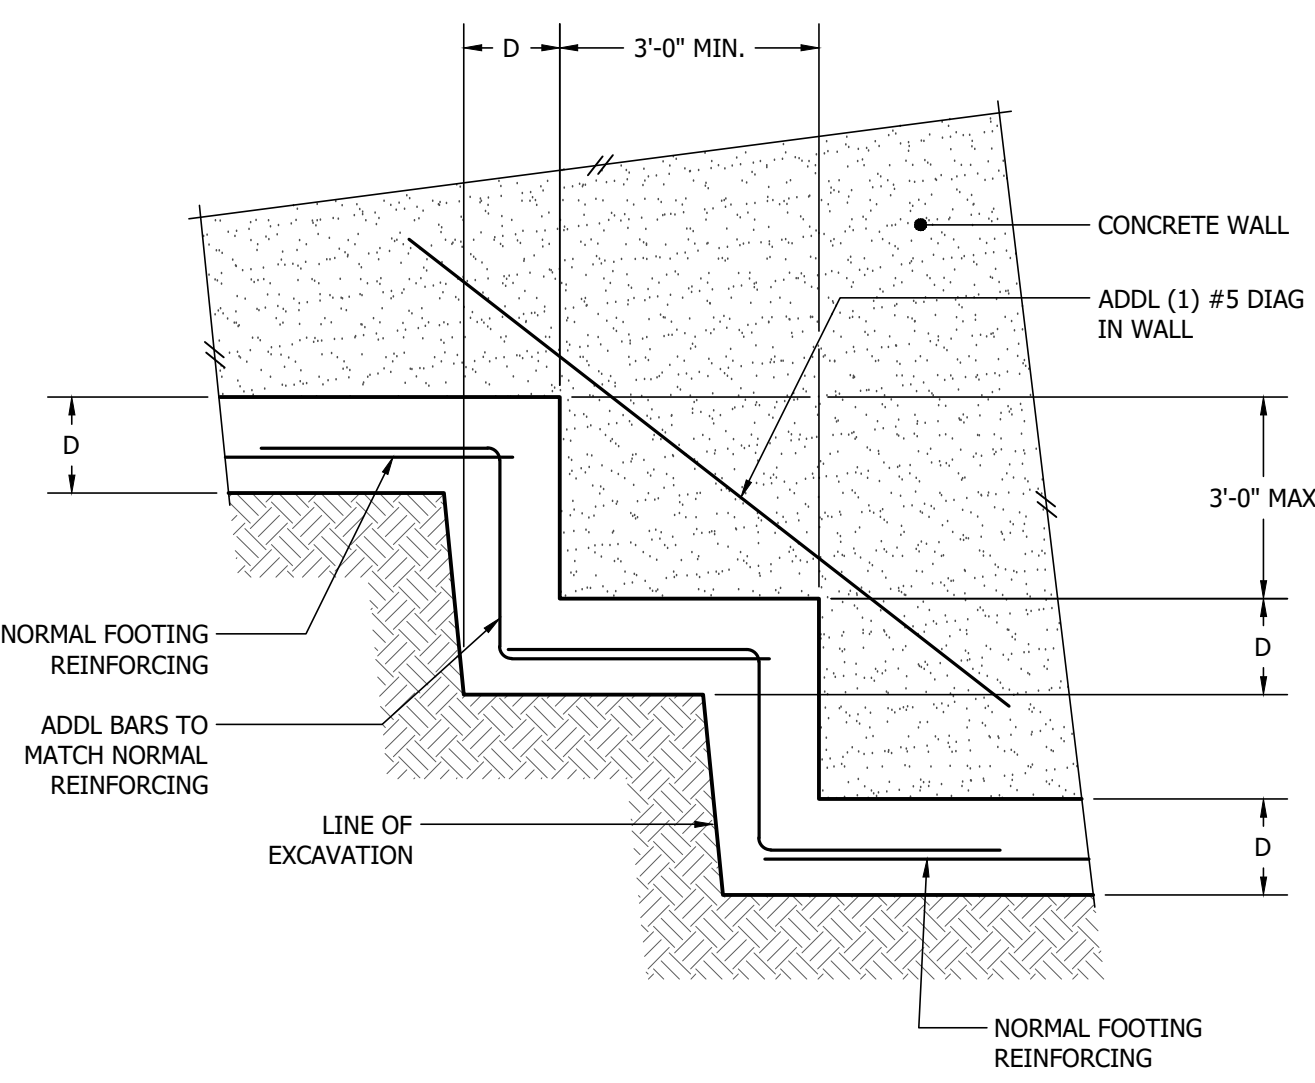 D
3'-0" MIN.
CONCRETE WALL
ADDL (1) #5 DIAG
IN WALL
D
3'-0" MAX
NORMAL FOOTING
REINFORCING
D
ADDL BARS TO
MATCH NORMAL
REINFORCING
LINE OF
EXCAVATION
D
NORMAL FOOTING
REINFORCING